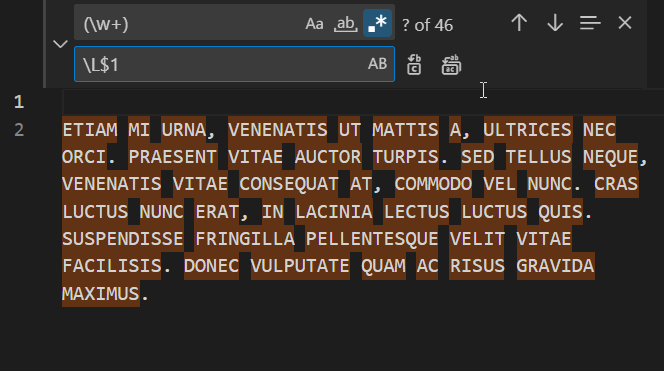 (\w+) Aa ab .* ? of 46
\L$1 AB
1
2 ETIAM MI URNA, VENENATIS UT MATTIS A, ULTRICES NEC
ORCI. PRAESENT VITAE AUCTOR TURPIS. SED TELLUS NEQUE,
VENENATIS VITAE CONSEQUAT AT, COMMODO VEL NUNC. CRAS
LUCTUS NUNC ERAT, IN LACINIA LECTUS LUCTUS QUIS.
SUSPENDISSE FRINGILLA PELLENTESQUE VELIT VITAE
FACILISIS. DONEC VULPUTATE QUAM AC RISUS GRAVIDA
MAXIMUS.